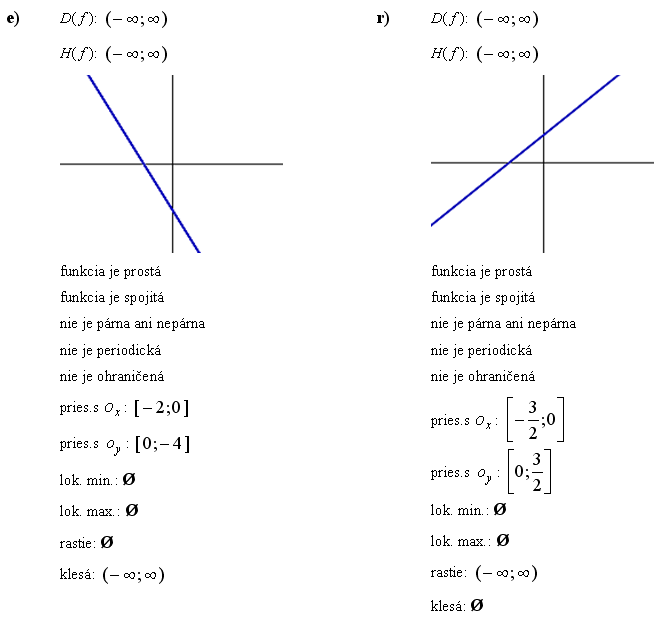 e)
D(f): (− ∞; ∞)
H(f): (− ∞; ∞)
funkcia je prostá
funkcia je spojitá
nie je párna ani nepárna
nie je periodická
nie je ohraničená
pries.s oₓ : [−2;0]
pries.s o_y : [0;−4]
lok. min.: Ø
lok. max.: Ø
rastie: Ø
klesá: (− ∞; ∞)
r)
D(f): (− ∞; ∞)
H(f): (− ∞; ∞)
funkcia je prostá
funkcia je spojitá
nie je párna ani nepárna
nie je periodická
nie je ohraničená
pries.s oₓ : [−3/2;0]
pries.s o_y : [0;3/2]
lok. min.: Ø
lok. max.: Ø
rastie: (− ∞; ∞)
klesá: Ø